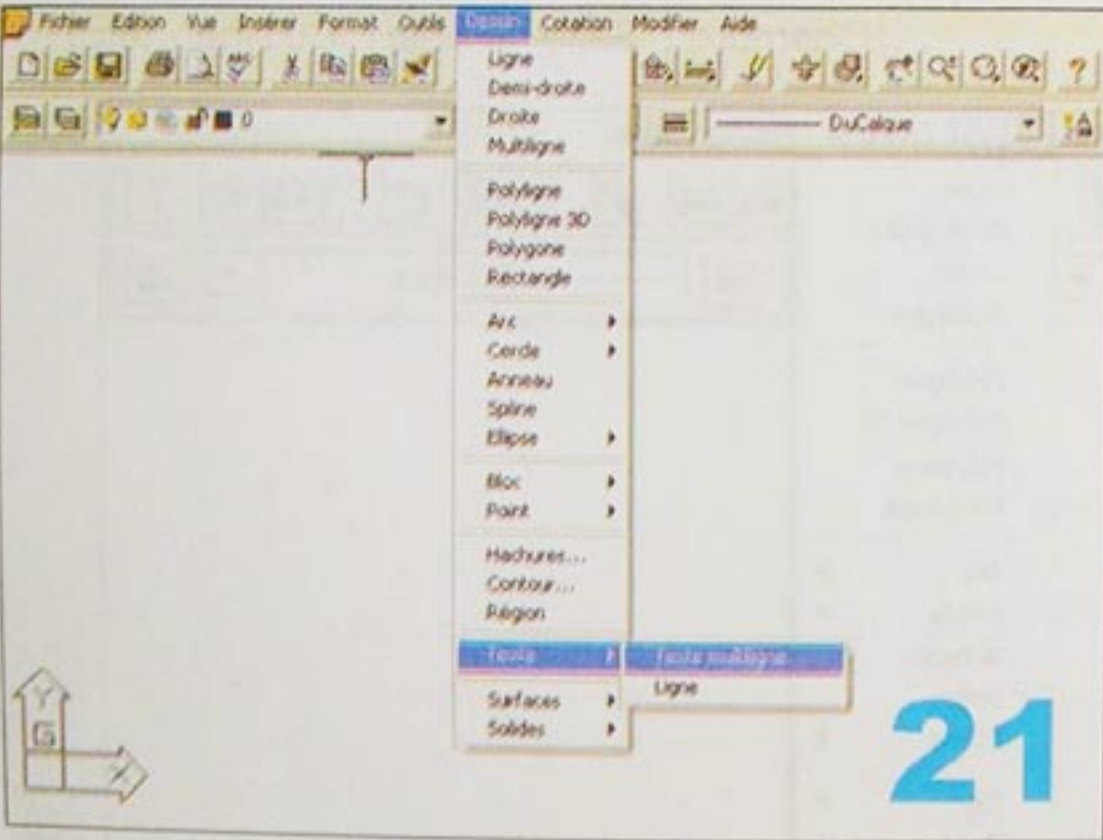 Fichier Edition Vue Insérer Format Outils Dessin Cotation Modifier Aide
ABC ?
0 DuCalque A
Ligne
Demi-droite
Droite
Multiligne
Polyligne
Polyligne 3D
Polygone
Rectangle
Arc
Cercle
Anneau
Spline
Ellipse
Bloc
Point
Hachures...
Contour...
Région
Texte Texte multiligne
Ligne
Surfaces
Solides
Y
G
X
21